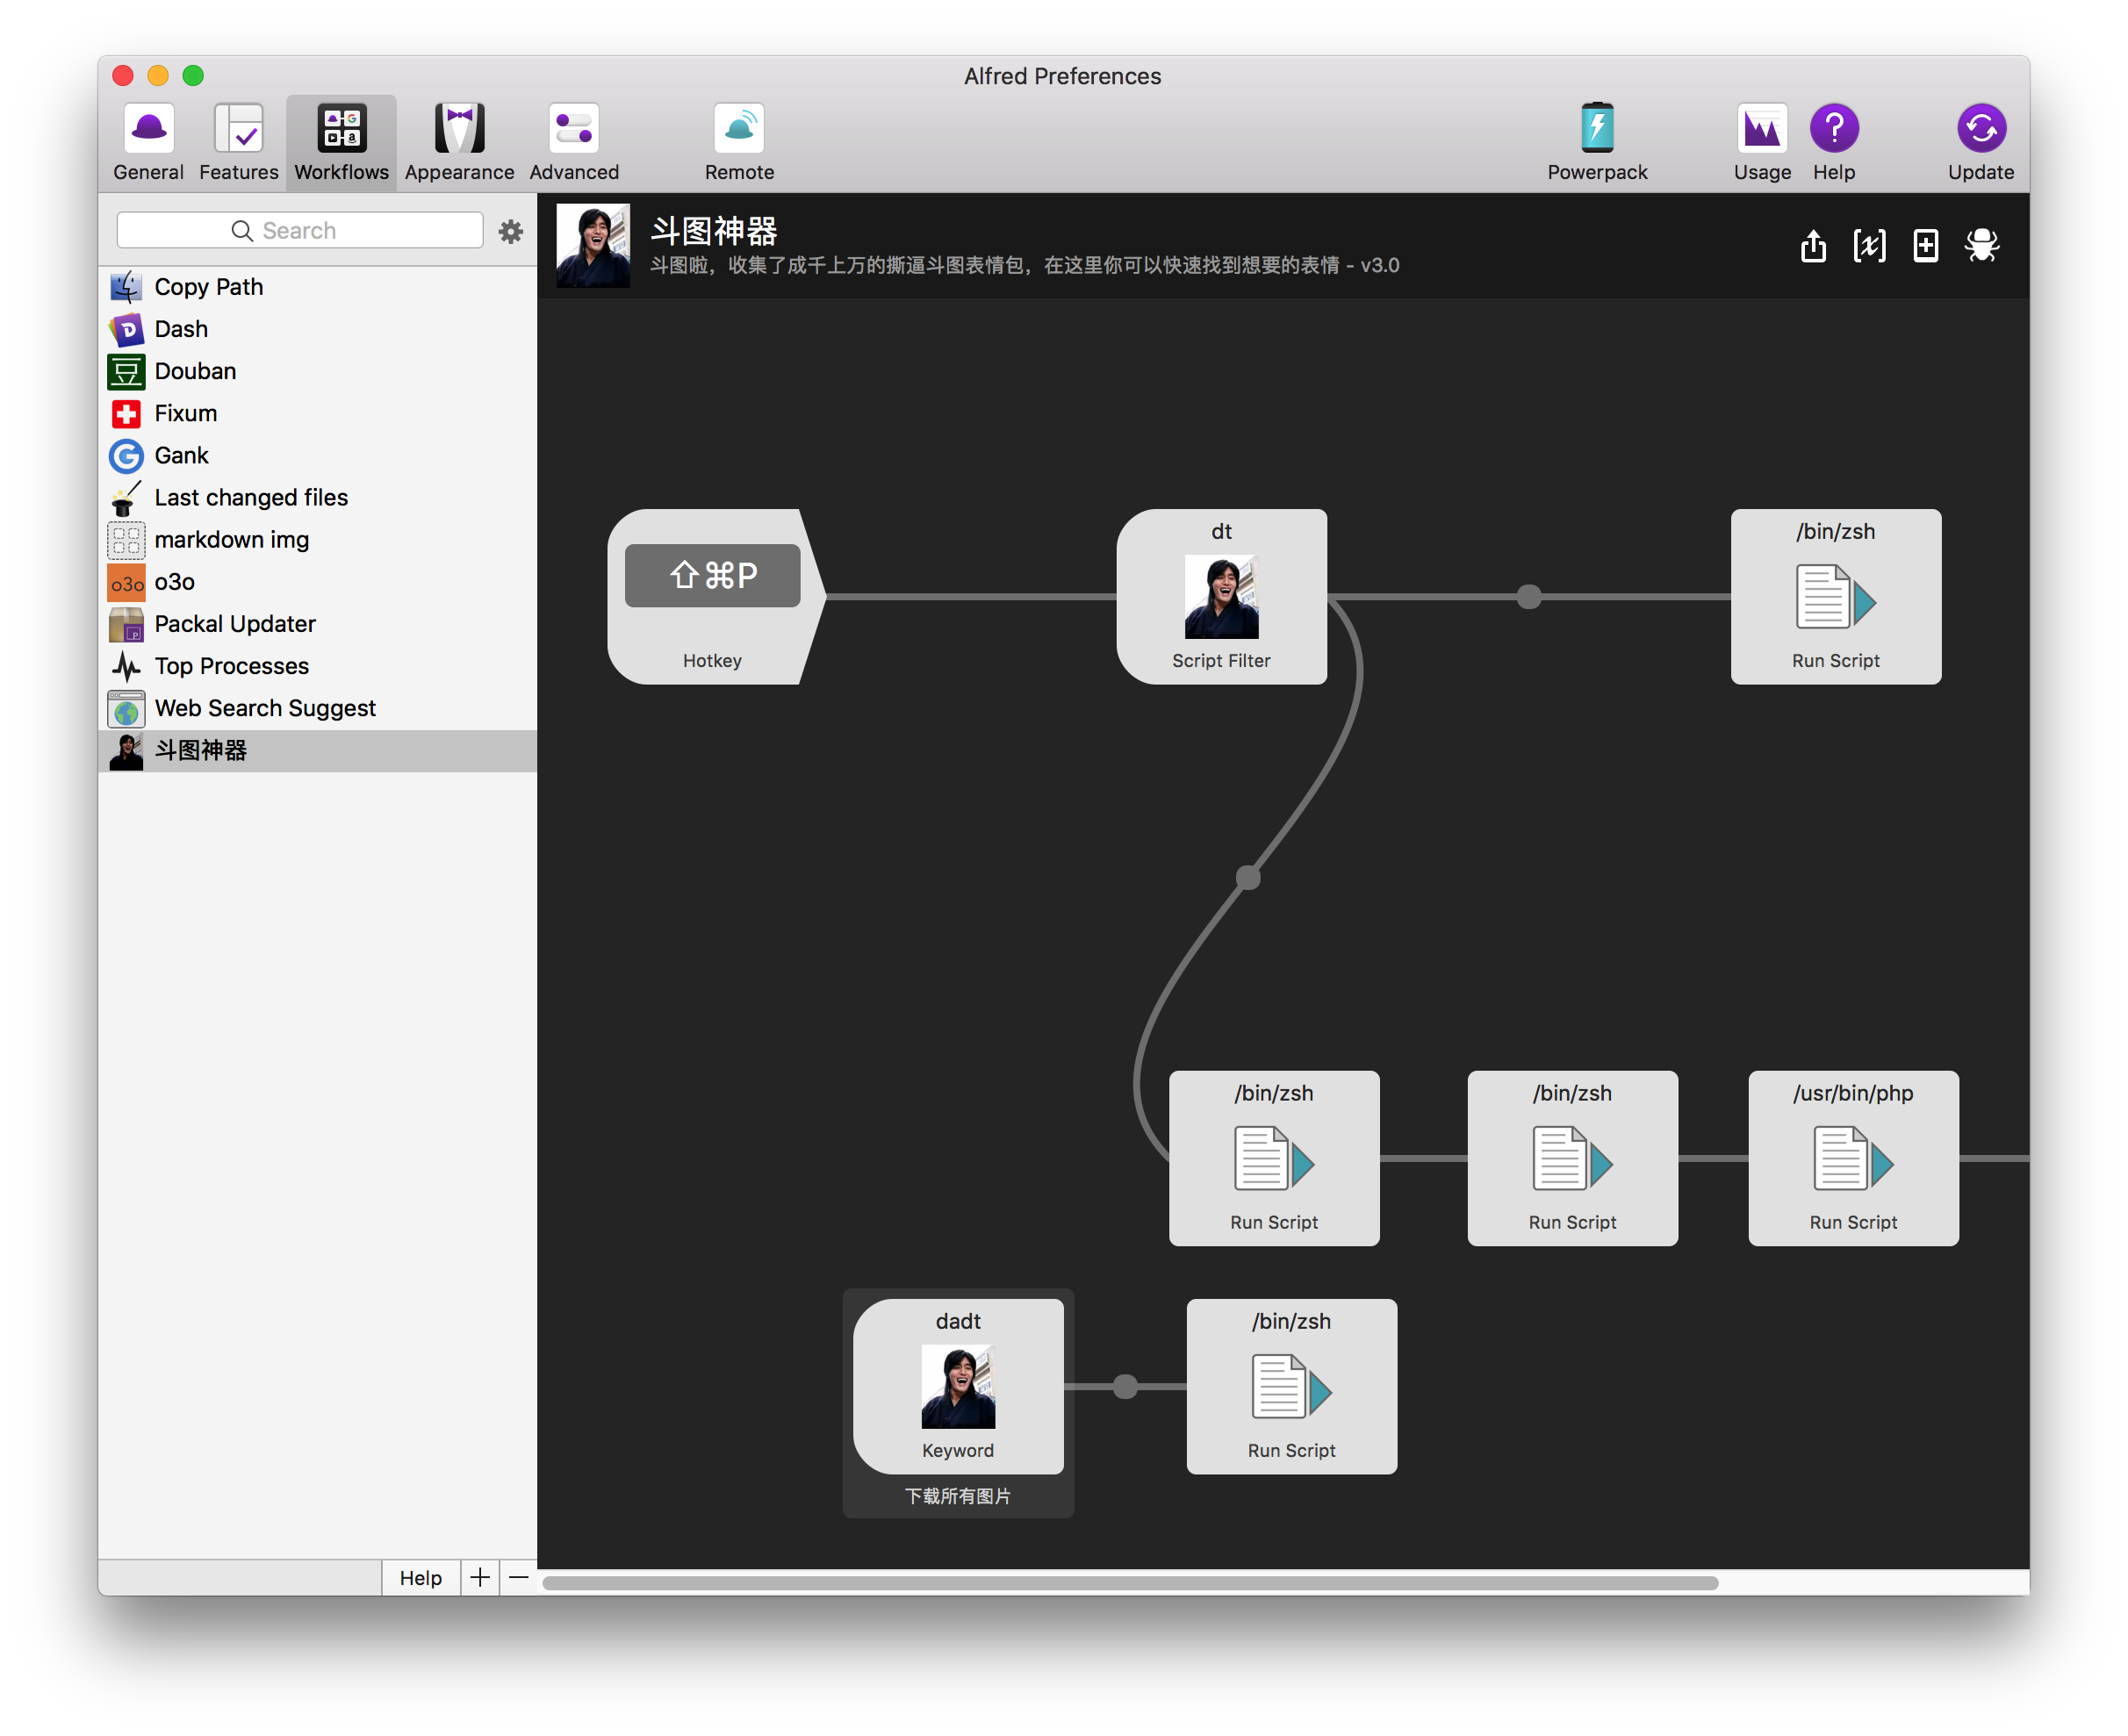 Alfred Preferences
General Features Workflows Appearance Advanced Remote Powerpack Usage Help Update
Search
斗图神器
斗图啦，收集了成千上万的撕逼斗图表情包，在这里你可以快速找到想要的表情 - v3.0
Copy Path
Dash
豆 Douban
Fixum
Gank
Last changed files
markdown img
o3o o3o
Packal Updater
Top Processes
Web Search Suggest
斗图神器
⇧⌘P
Hotkey
dt
Script Filter
/bin/zsh
Run Script
/bin/zsh
Run Script
/bin/zsh
Run Script
/usr/bin/php
Run Script
dadt
Keyword
下载所有图片
/bin/zsh
Run Script
Help + −